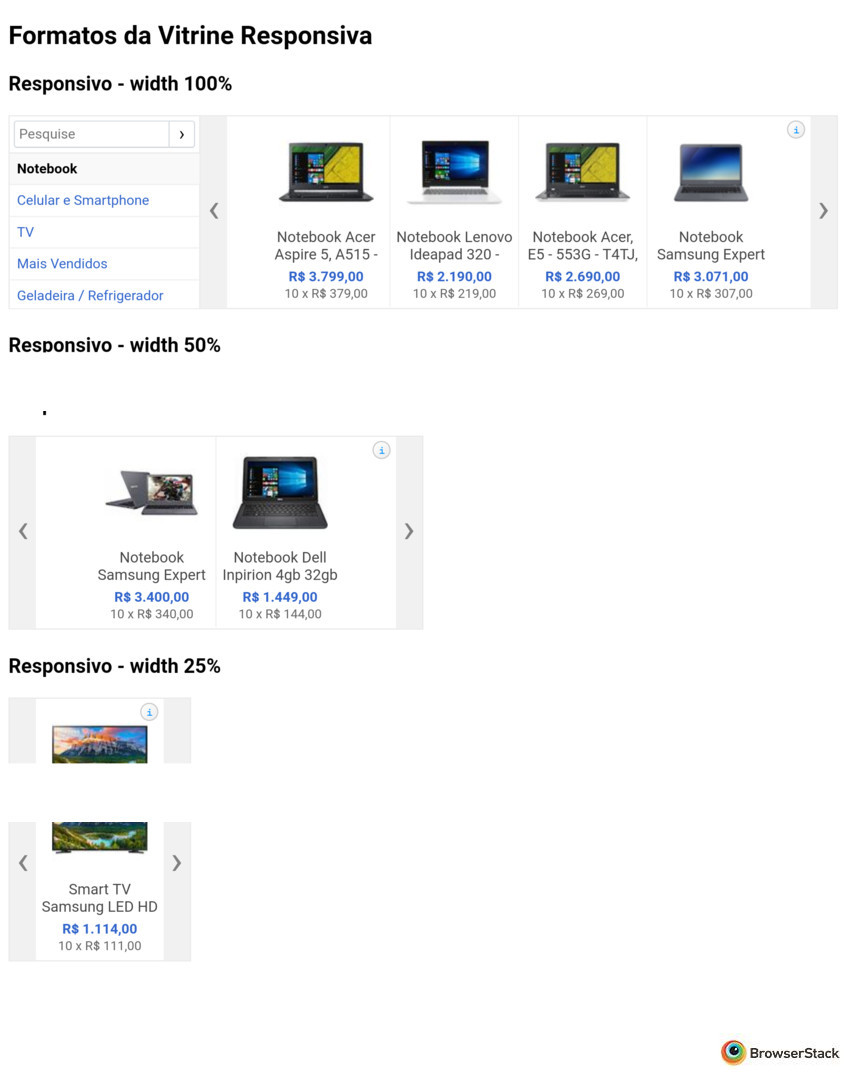 Formatos da Vitrine Responsiva
Responsivo - width 100%
Pesquise
Notebook
Celular e Smartphone
TV
Mais Vendidos
Geladeira / Refrigerador
Notebook Acer
Aspire 5, A515 -
R$ 3.799,00
10 x R$ 379,00
Notebook Lenovo
Ideapad 320 -
R$ 2.190,00
10 x R$ 219,00
Notebook Acer,
E5 - 553G - T4TJ,
R$ 2.690,00
10 x R$ 269,00
i
Notebook
Samsung Expert
R$ 3.071,00
10 x R$ 307,00
Responsivo - width 50%
Notebook
Samsung Expert
R$ 3.400,00
10 x R$ 340,00
i
Notebook Dell
Inpirion 4gb 32gb
R$ 1.449,00
10 x R$ 144,00
Responsivo - width 25%
i
Smart TV
Samsung LED HD
R$ 1.114,00
10 x R$ 111,00
BrowserStack